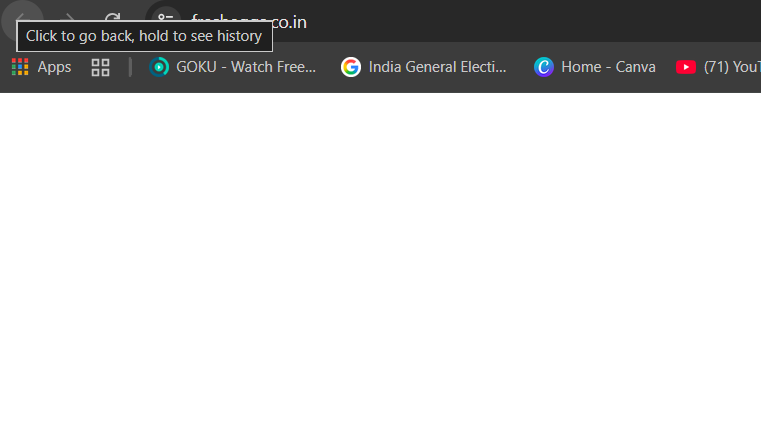 co.in
Click to go back, hold to see history
Apps
GOKU - Watch Free...
India General Electi...
Home - Canva
(71) YouT